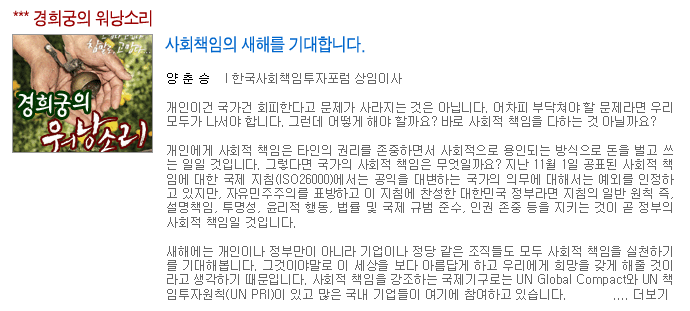 *** 경희궁의 워낭소리
경희궁의
워낭소리
사회책임의 새해를 기대합니다.
양 춘 승 ㅣ한국사회책임투자포럼 상임이사
개인이건 국가건 회피한다고 문제가 사라지는 것은 아닙니다. 어차피 부닥쳐야 할 문제라면 우리
모두가 나서야 합니다. 그런데 어떻게 해야 할까요? 바로 사회적 책임을 다하는 것 아닐까요?
개인에게 사회적 책임은 타인의 권리를 존중하면서 사회적으로 용인되는 방식으로 돈을 벌고 쓰
는 일일 것입니다. 그렇다면 국가의 사회적 책임은 무엇일까요? 지난 11월 1일 공표된 사회적 책
임에 대한 국제 지침(ISO26000)에서는 공익을 대변하는 국가의 의무에 대해서는 예외를 인정하
고 있지만, 자유민주주의를 표방하고 이 지침에 찬성한 대한민국 정부라면 지침의 일반 원칙 즉,
설명책임, 투명성, 윤리적 행동, 법률 및 국제 규범 준수, 인권 존중 등을 지키는 것이 곧 정부의
사회적 책임일 것입니다.
새해에는 개인이나 정부만이 아니라 기업이나 정당 같은 조직들도 모두 사회적 책임을 실천하기
를 기대해봅니다. 그것이야말로 이 세상을 보다 아름답게 하고 우리에게 희망을 갖게 해줄 것이
라고 생각하기 때문입니다. 사회적 책임을 강조하는 국제기구로는 UN Global Compact와 UN 책
임투자원칙(UN PRI)이 있고 많은 국내 기업들이 여기에 참여하고 있습니다. .... 더보기